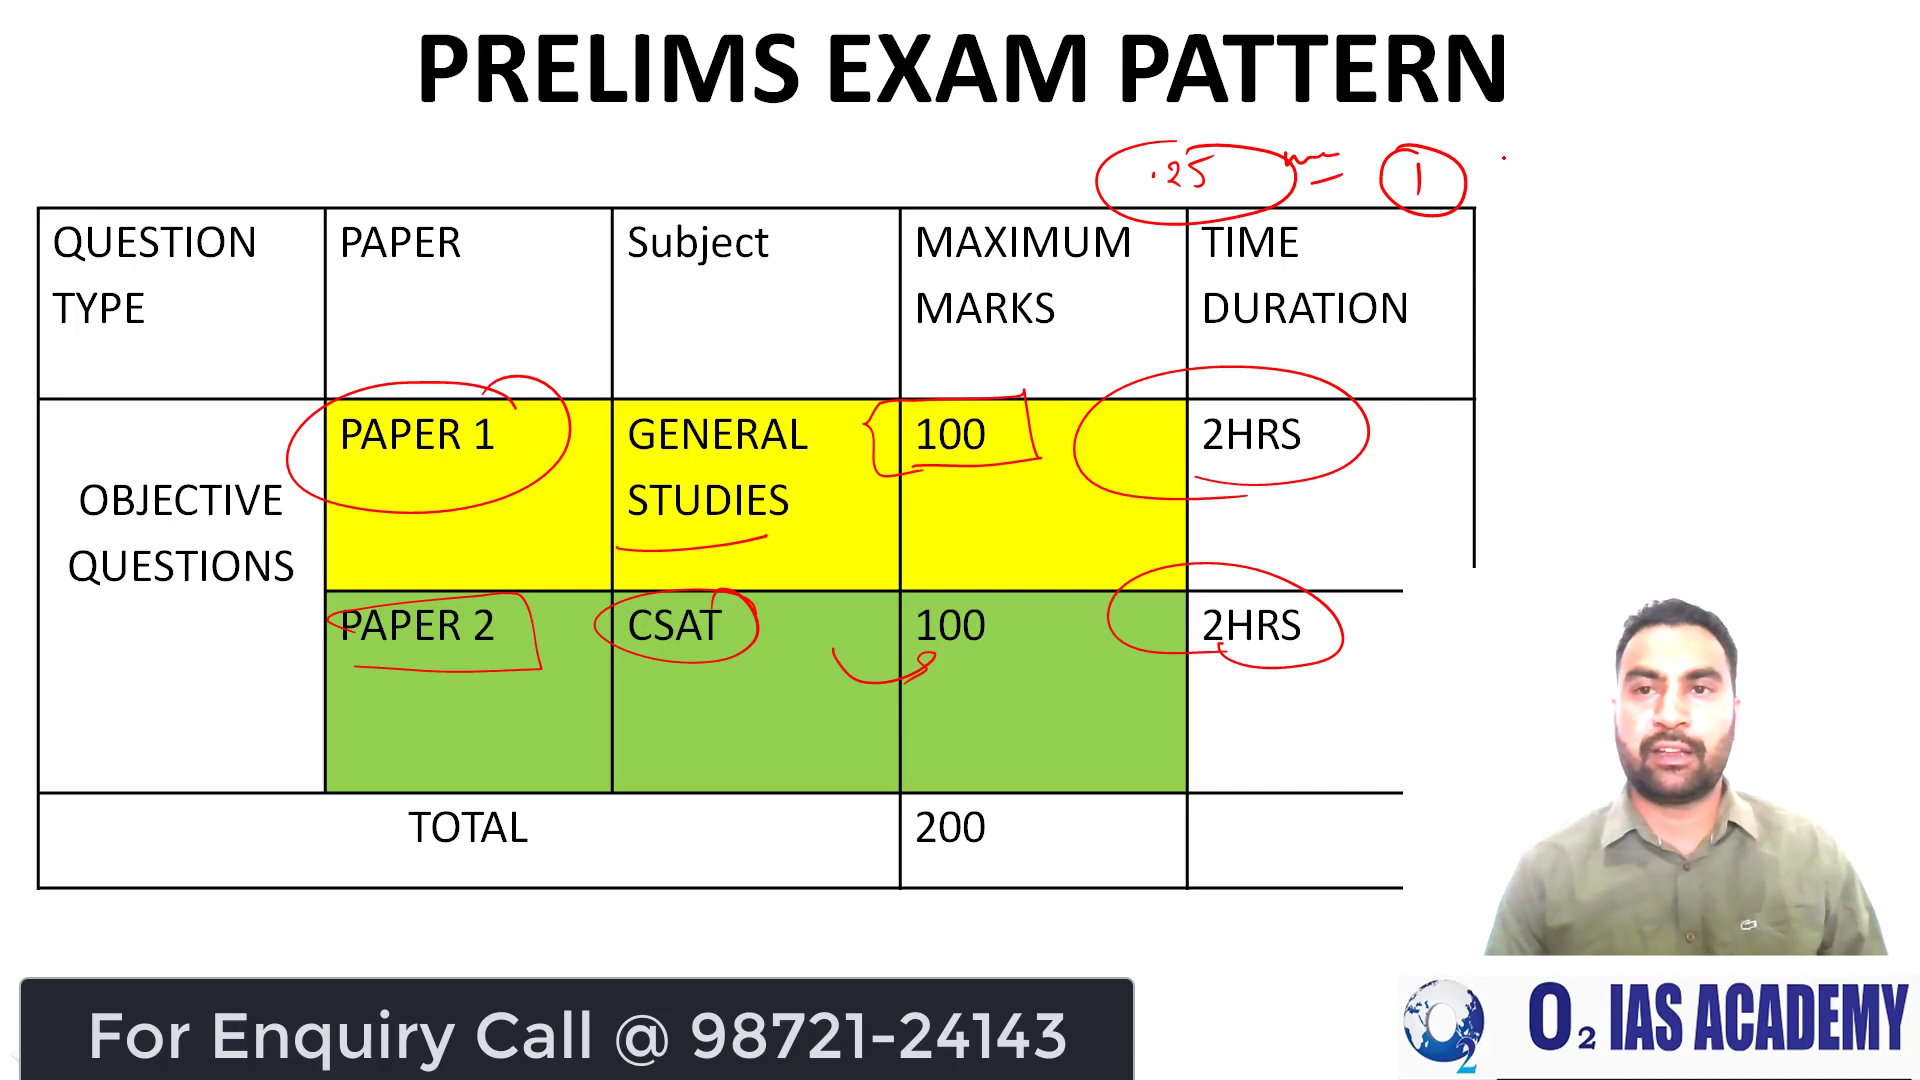 PRELIMS EXAM PATTERN
.25 = 1
QUESTION TYPE
PAPER
Subject
MAXIMUM MARKS
TIME DURATION
OBJECTIVE QUESTIONS
PAPER 1
GENERAL STUDIES
100
2HRS
PAPER 2
CSAT
100
2HRS
TOTAL
200
For Enquiry Call @ 98721-24143
O2
O2 IAS ACADEMY